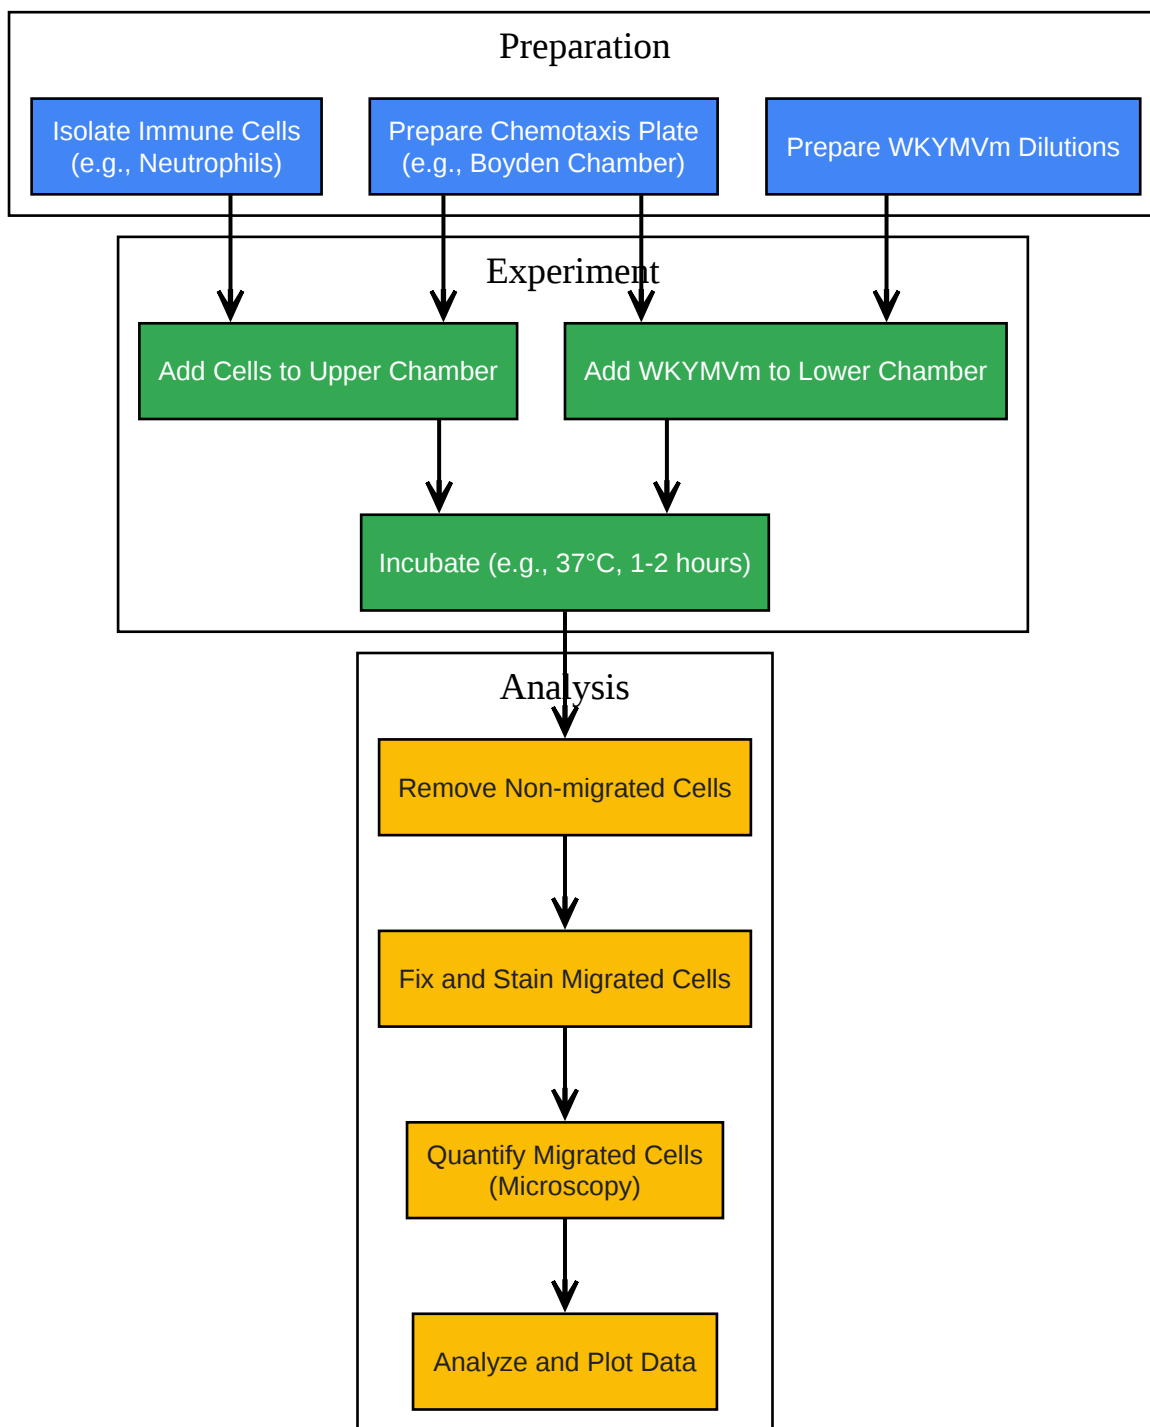 Preparation
Isolate Immune Cells
(e.g., Neutrophils)
Prepare Chemotaxis Plate
(e.g., Boyden Chamber)
Prepare WKYMVm Dilutions
Experiment
Add Cells to Upper Chamber
Add WKYMVm to Lower Chamber
Incubate (e.g., 37°C, 1-2 hours)
Analysis
Remove Non-migrated Cells
Fix and Stain Migrated Cells
Quantify Migrated Cells
(Microscopy)
Analyze and Plot Data